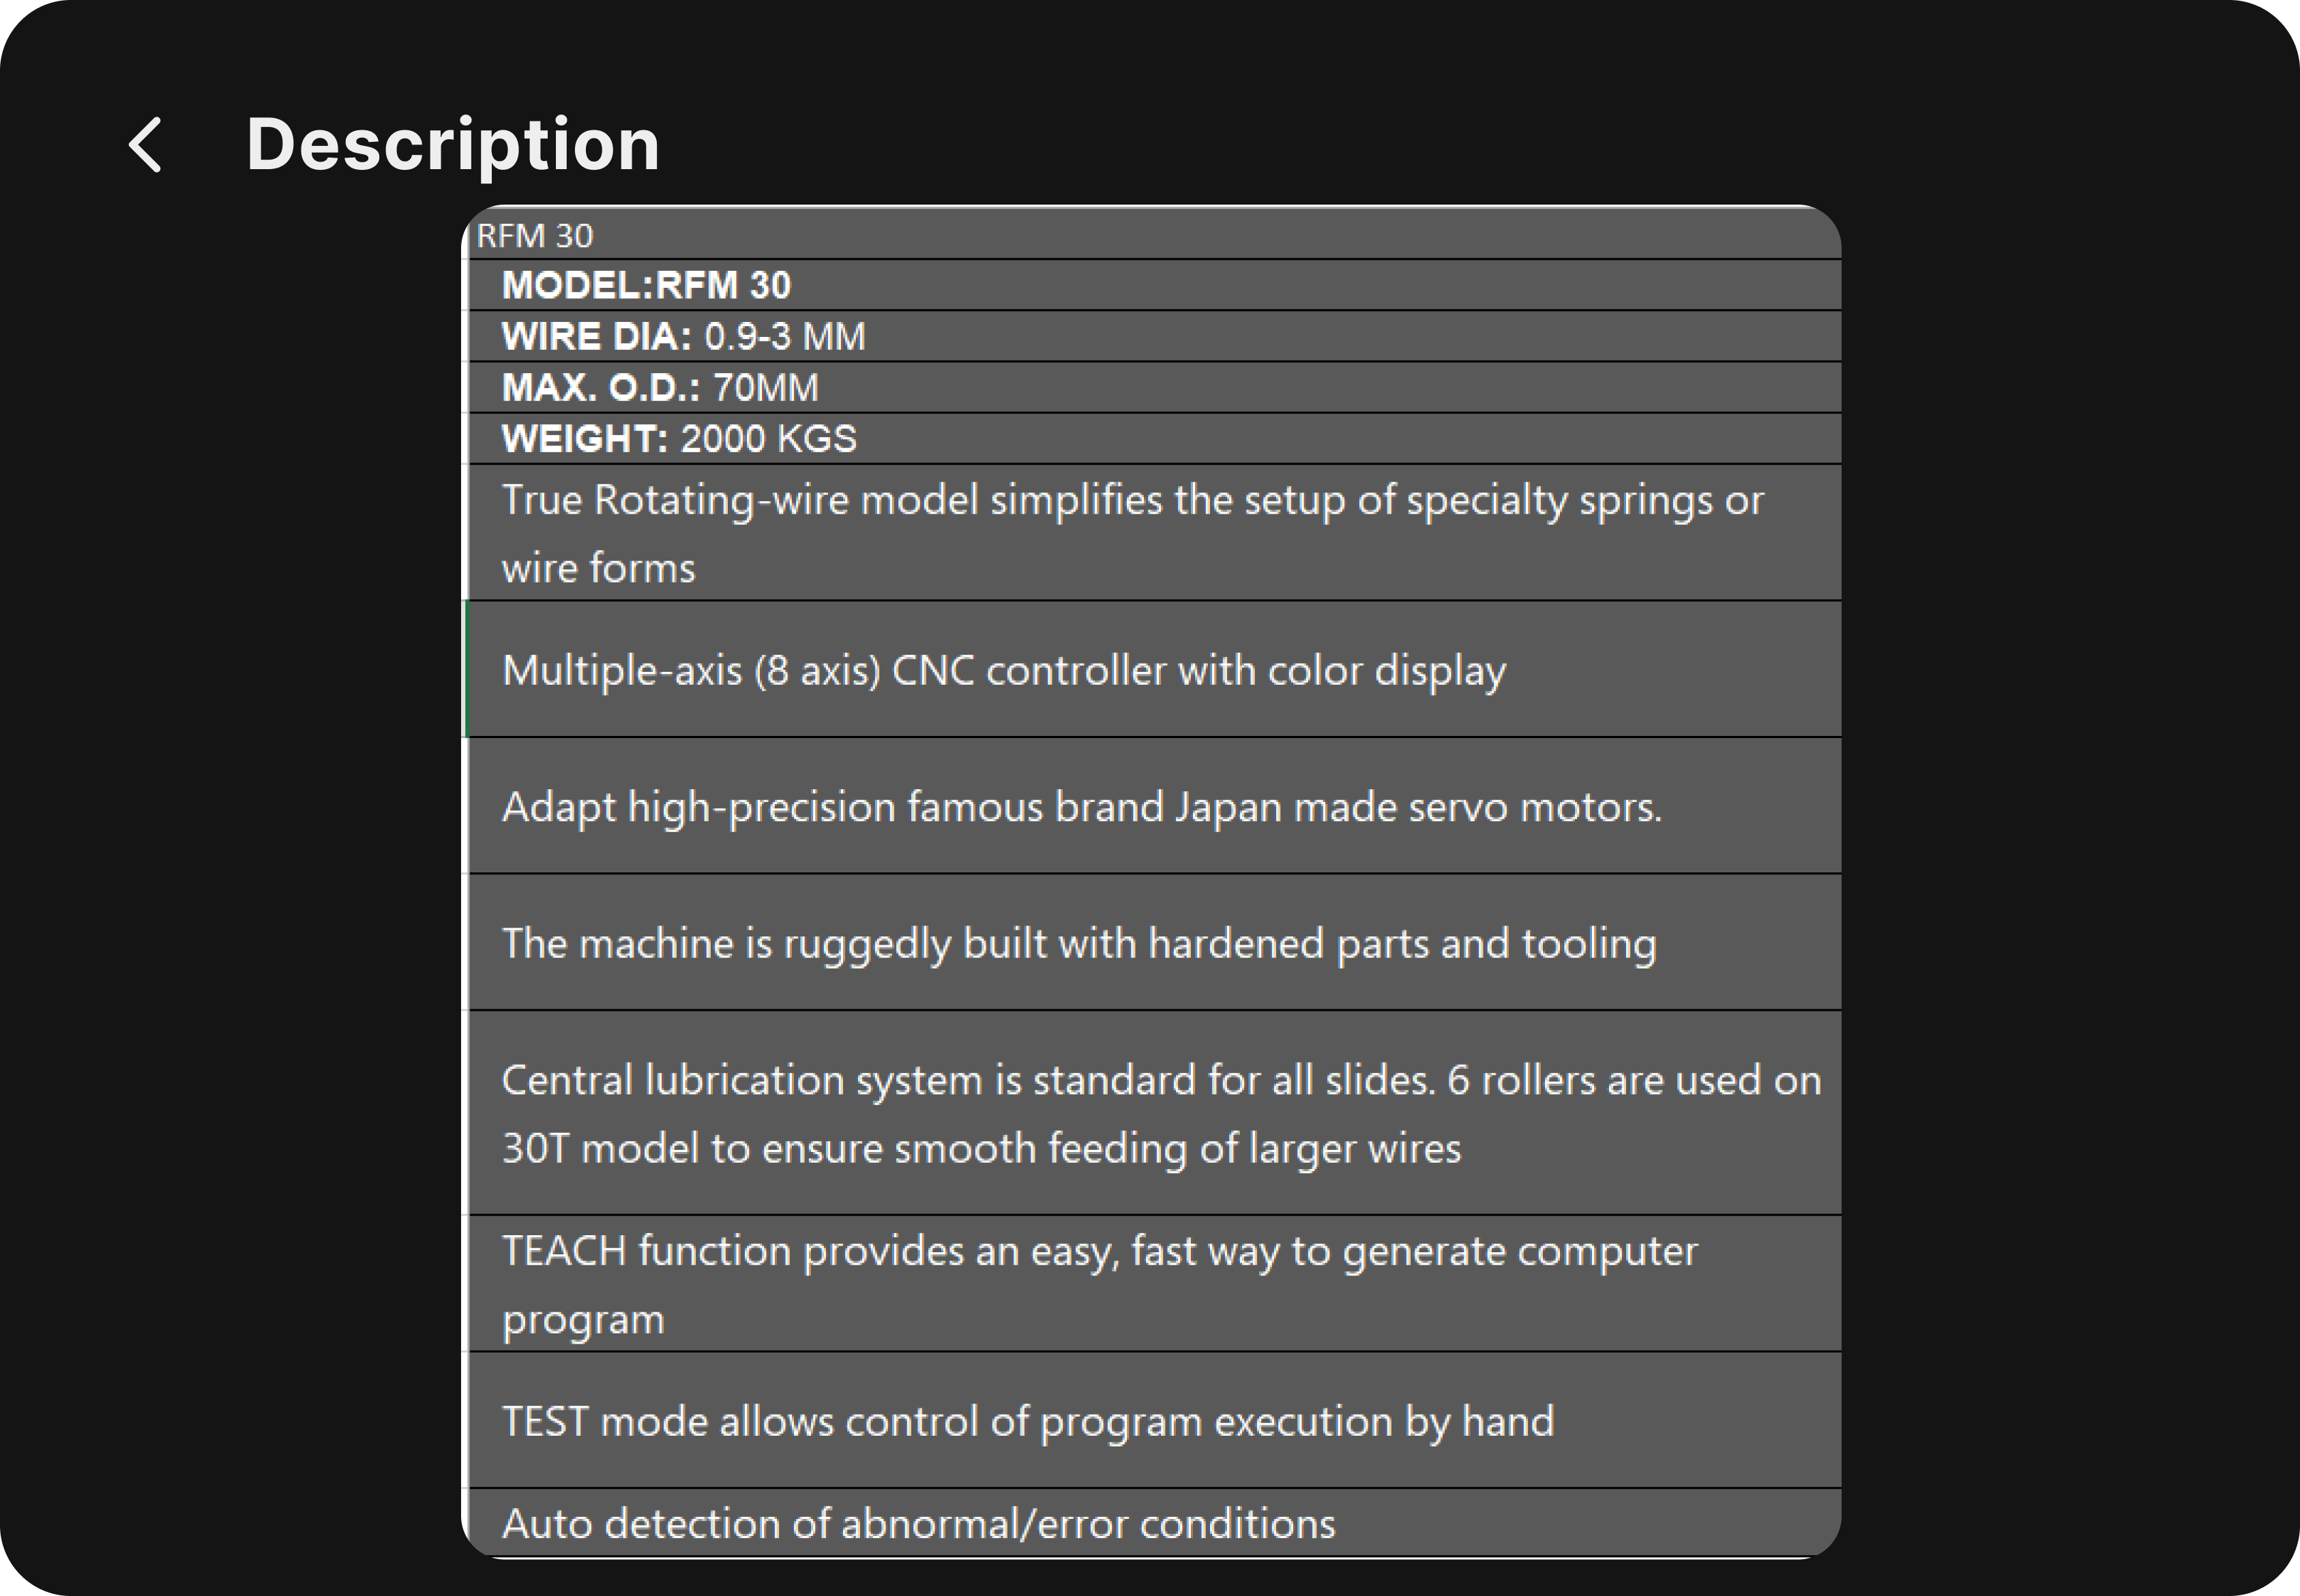 Description
RFM 30
MODEL:RFM 30
WIRE DIA: 0.9-3 MM
MAX. O.D.: 70MM
WEIGHT: 2000 KGS
True Rotating-wire model simplifies the setup of specialty springs or
wire forms
Multiple-axis (8 axis) CNC controller with color display
Adapt high-precision famous brand Japan made servo motors.
The machine is ruggedly built with hardened parts and tooling
Central lubrication system is standard for all slides. 6 rollers are used on
30T model to ensure smooth feeding of larger wires
TEACH function provides an easy, fast way to generate computer
program
TEST mode allows control of program execution by hand
Auto detection of abnormal/error conditions